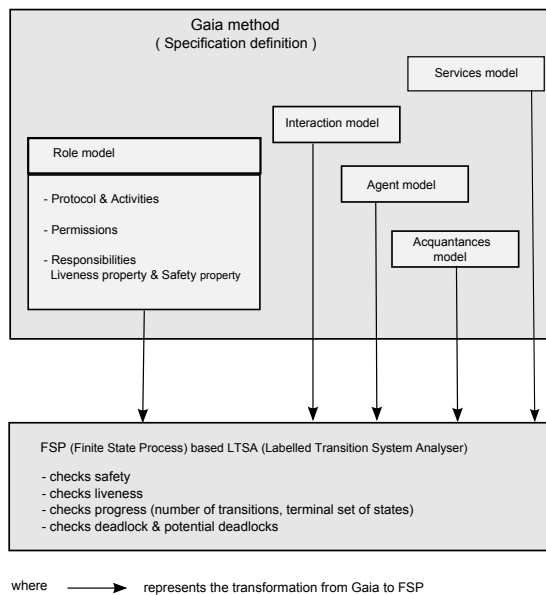 Gaia method
( Specification definition )
Services model
Interaction model
Role model
Agent model
- Protocol & Activities
- Permissions
- Responsibilities
Liveness property & Safety property
Acquantances
model
FSP (Finite State Process) based LTSA (Labelled Transition System Analyser)
- checks safety
- checks liveness
- checks progress (number of transitions, terminal set of states)
- checks deadlock & potential deadlocks
where represents the transformation from Gaia to FSP